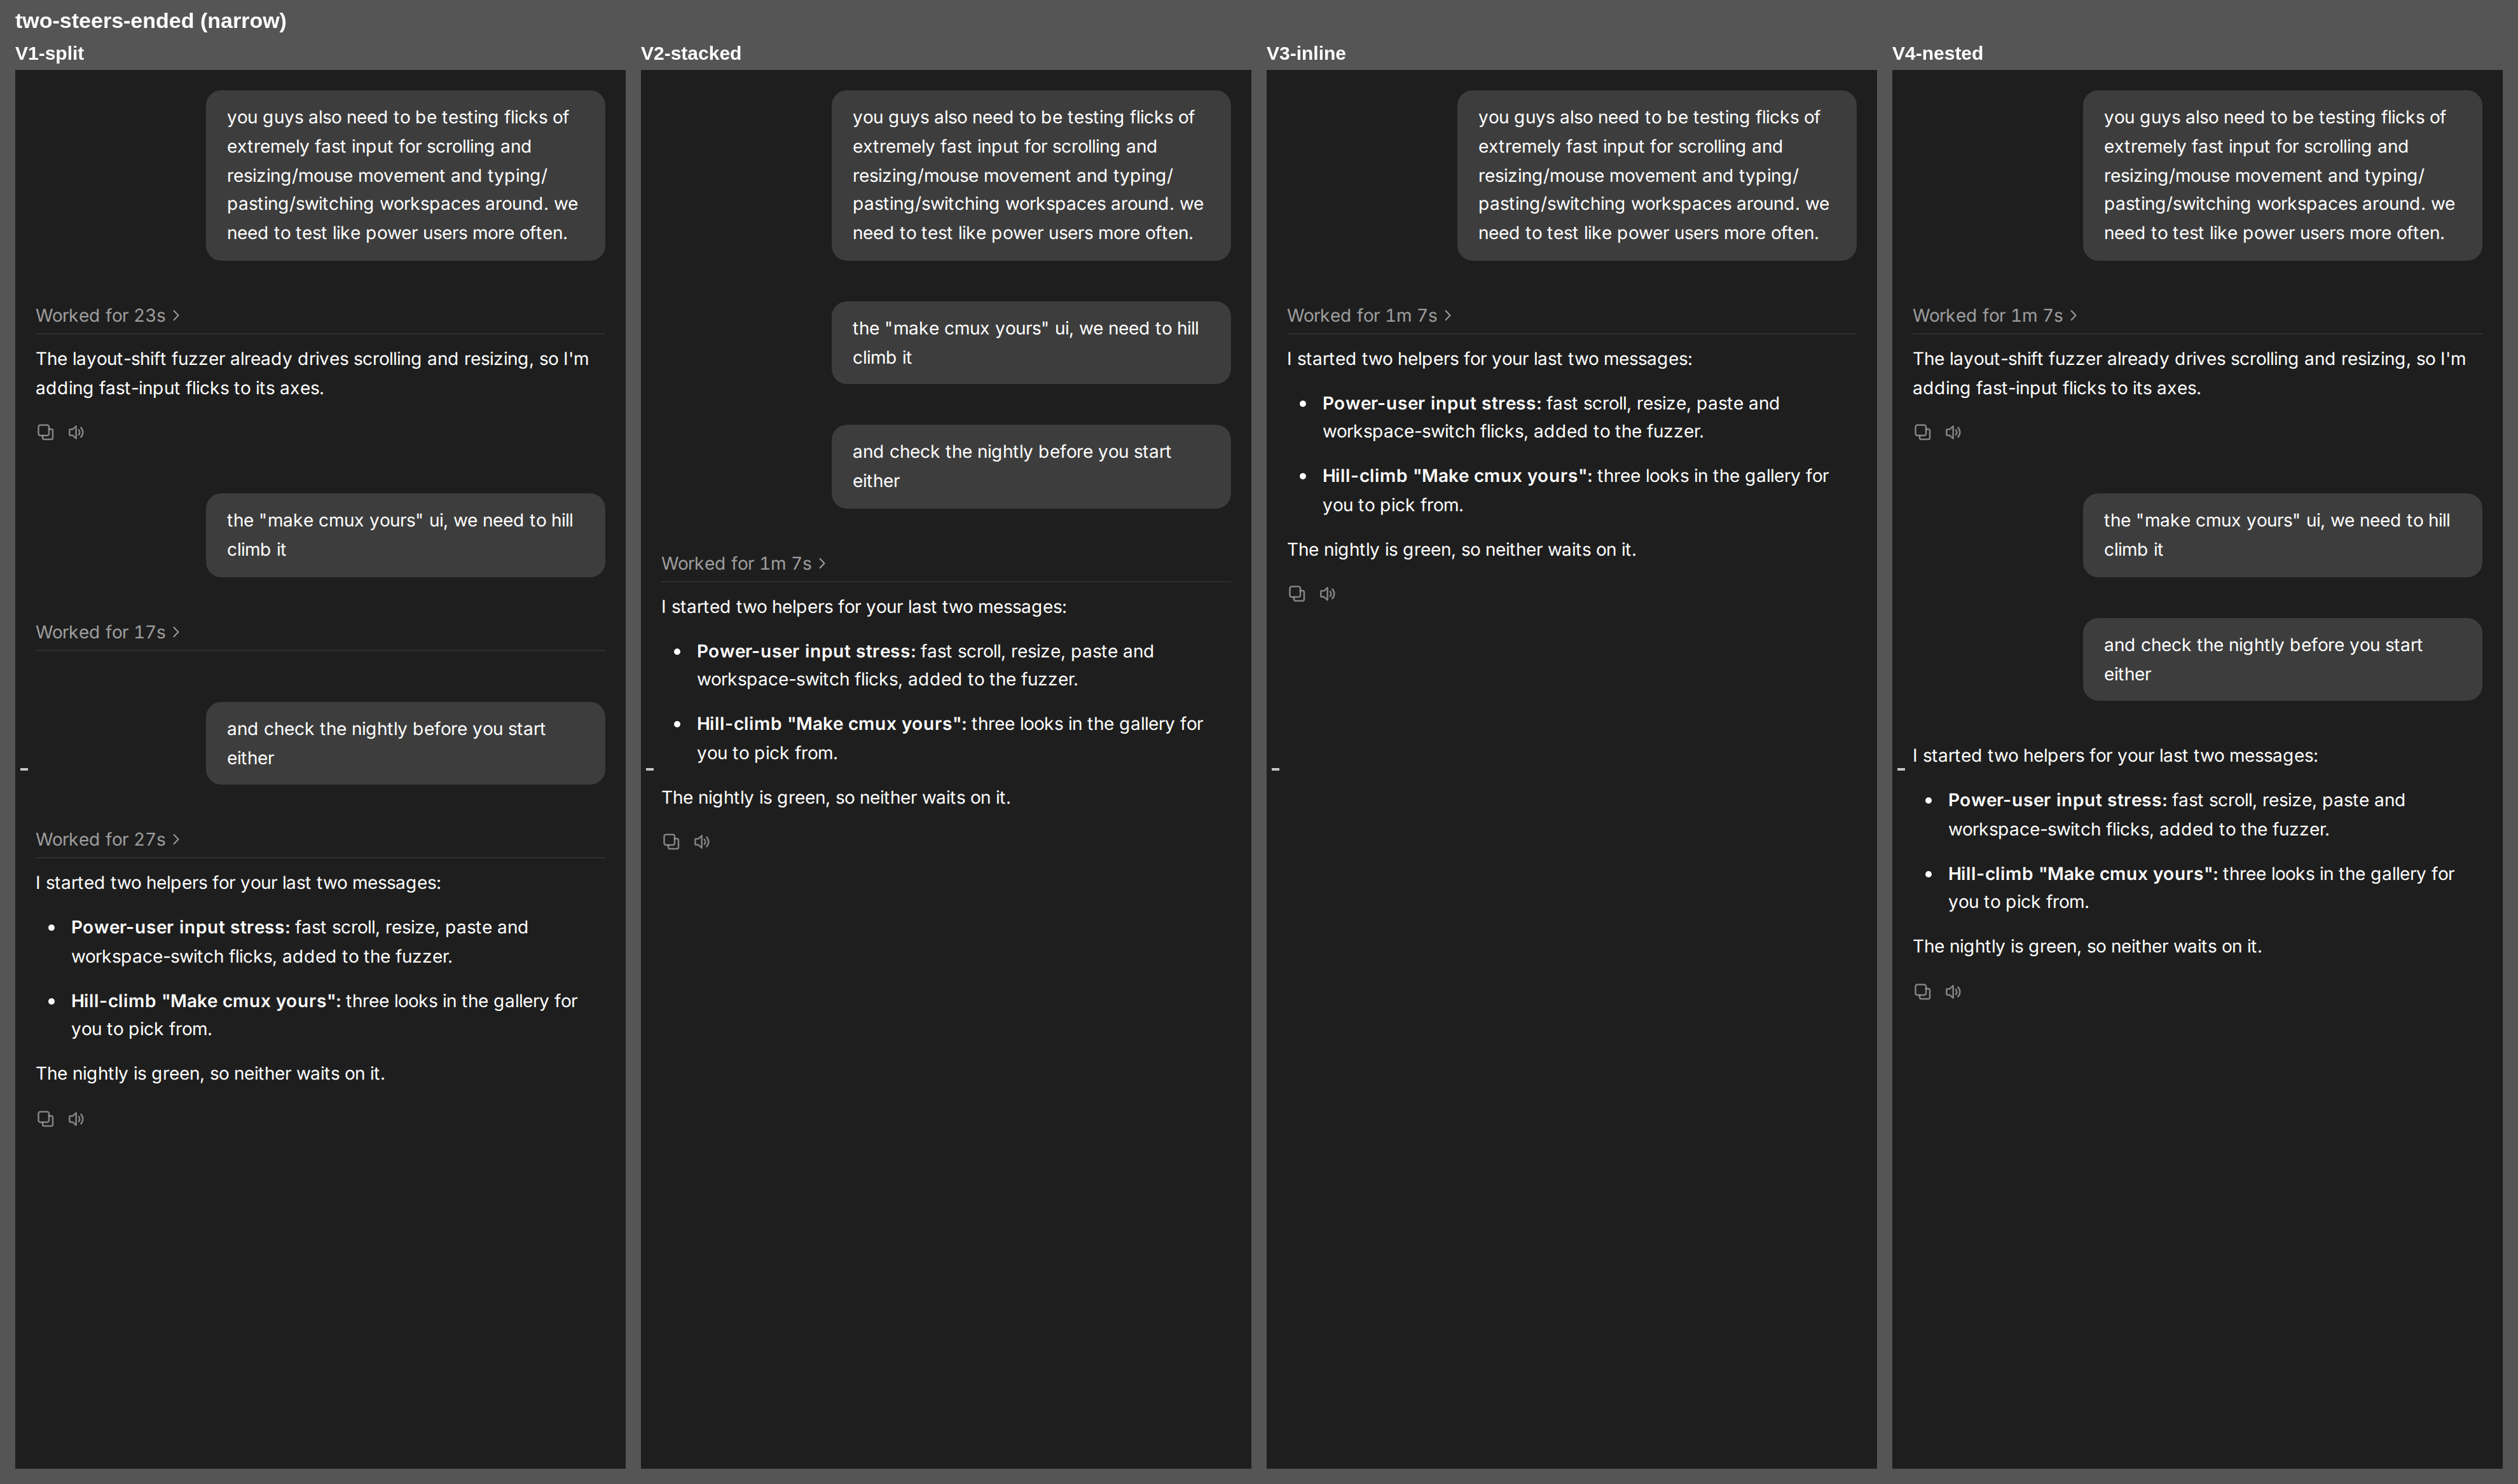 two-steers-ended (narrow)
V1-split
you guys also need to be testing flicks of
extremely fast input for scrolling and
resizing/mouse movement and typing/
pasting/switching workspaces around. we
need to test like power users more often.
Worked for 23s
The layout-shift fuzzer already drives scrolling and resizing, so I'm
adding fast-input flicks to its axes.
the "make cmux yours" ui, we need to hill
climb it
Worked for 17s
and check the nightly before you start
either
Worked for 27s
I started two helpers for your last two messages:
• Power-user input stress: fast scroll, resize, paste and
workspace-switch flicks, added to the fuzzer.
• Hill-climb "Make cmux yours": three looks in the gallery for
you to pick from.
The nightly is green, so neither waits on it.
V2-stacked
you guys also need to be testing flicks of
extremely fast input for scrolling and
resizing/mouse movement and typing/
pasting/switching workspaces around. we
need to test like power users more often.
the "make cmux yours" ui, we need to hill
climb it
and check the nightly before you start
either
Worked for 1m 7s
I started two helpers for your last two messages:
• Power-user input stress: fast scroll, resize, paste and
workspace-switch flicks, added to the fuzzer.
• Hill-climb "Make cmux yours": three looks in the gallery for
you to pick from.
The nightly is green, so neither waits on it.
V3-inline
you guys also need to be testing flicks of
extremely fast input for scrolling and
resizing/mouse movement and typing/
pasting/switching workspaces around. we
need to test like power users more often.
Worked for 1m 7s
I started two helpers for your last two messages:
• Power-user input stress: fast scroll, resize, paste and
workspace-switch flicks, added to the fuzzer.
• Hill-climb "Make cmux yours": three looks in the gallery for
you to pick from.
The nightly is green, so neither waits on it.
V4-nested
you guys also need to be testing flicks of
extremely fast input for scrolling and
resizing/mouse movement and typing/
pasting/switching workspaces around. we
need to test like power users more often.
Worked for 1m 7s
The layout-shift fuzzer already drives scrolling and resizing, so I'm
adding fast-input flicks to its axes.
the "make cmux yours" ui, we need to hill
climb it
and check the nightly before you start
either
I started two helpers for your last two messages:
• Power-user input stress: fast scroll, resize, paste and
workspace-switch flicks, added to the fuzzer.
• Hill-climb "Make cmux yours": three looks in the gallery for
you to pick from.
The nightly is green, so neither waits on it.